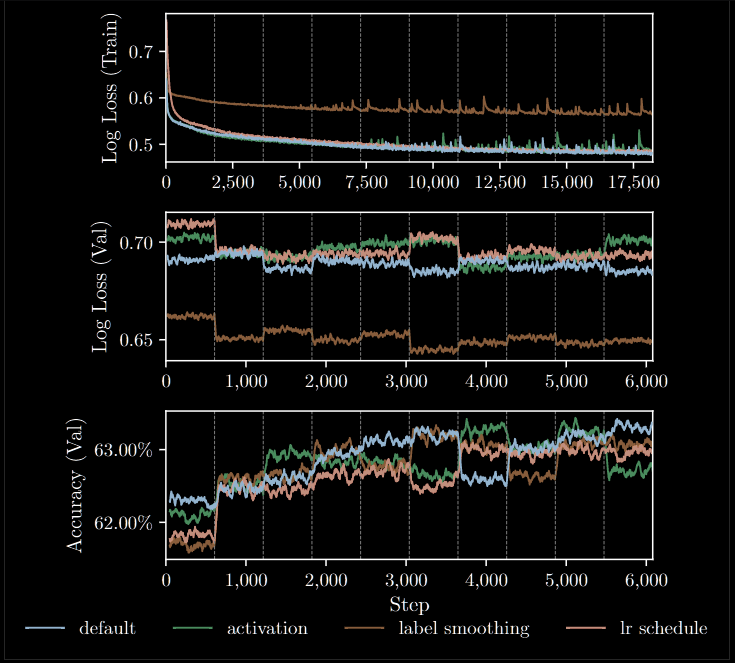 Log Loss (Train)
0.7
0.6
0.5
0 2,500 5,000 7,500 10,000 12,500 15,000 17,500
Log Loss (Val)
0.70
0.65
0 1,000 2,000 3,000 4,000 5,000 6,000
Accuracy (Val)
63.00%
62.00%
0 1,000 2,000 3,000 4,000 5,000 6,000
Step
default activation label smoothing lr schedule